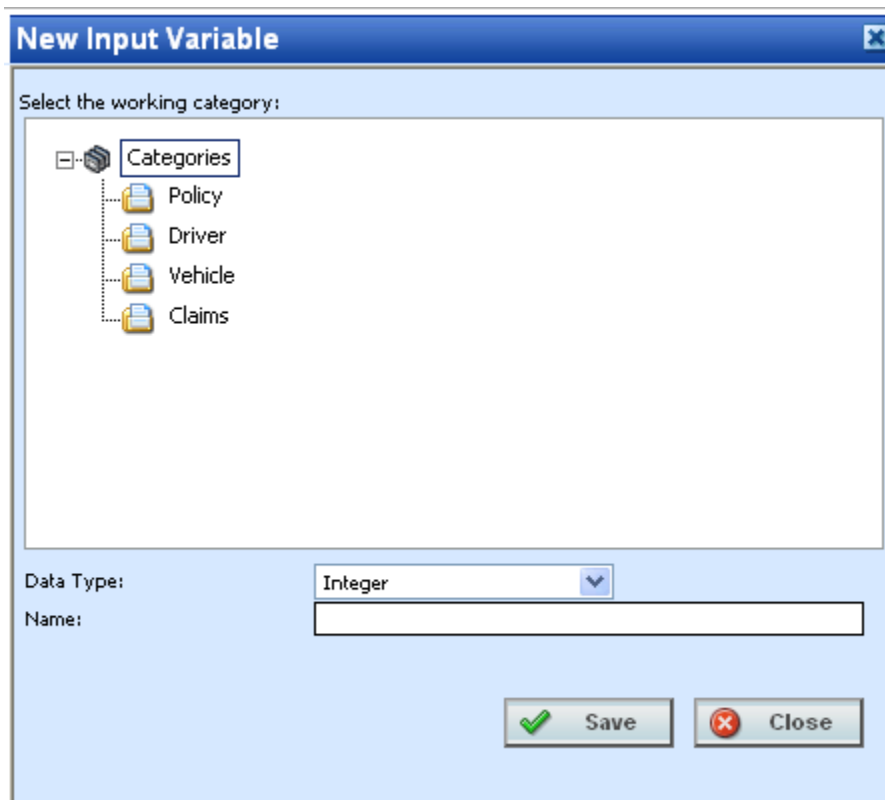 New Input Variable
Select the working category:
Categories
Policy
Driver
Vehicle
Claims
Data Type: Integer
Name:
Save Close